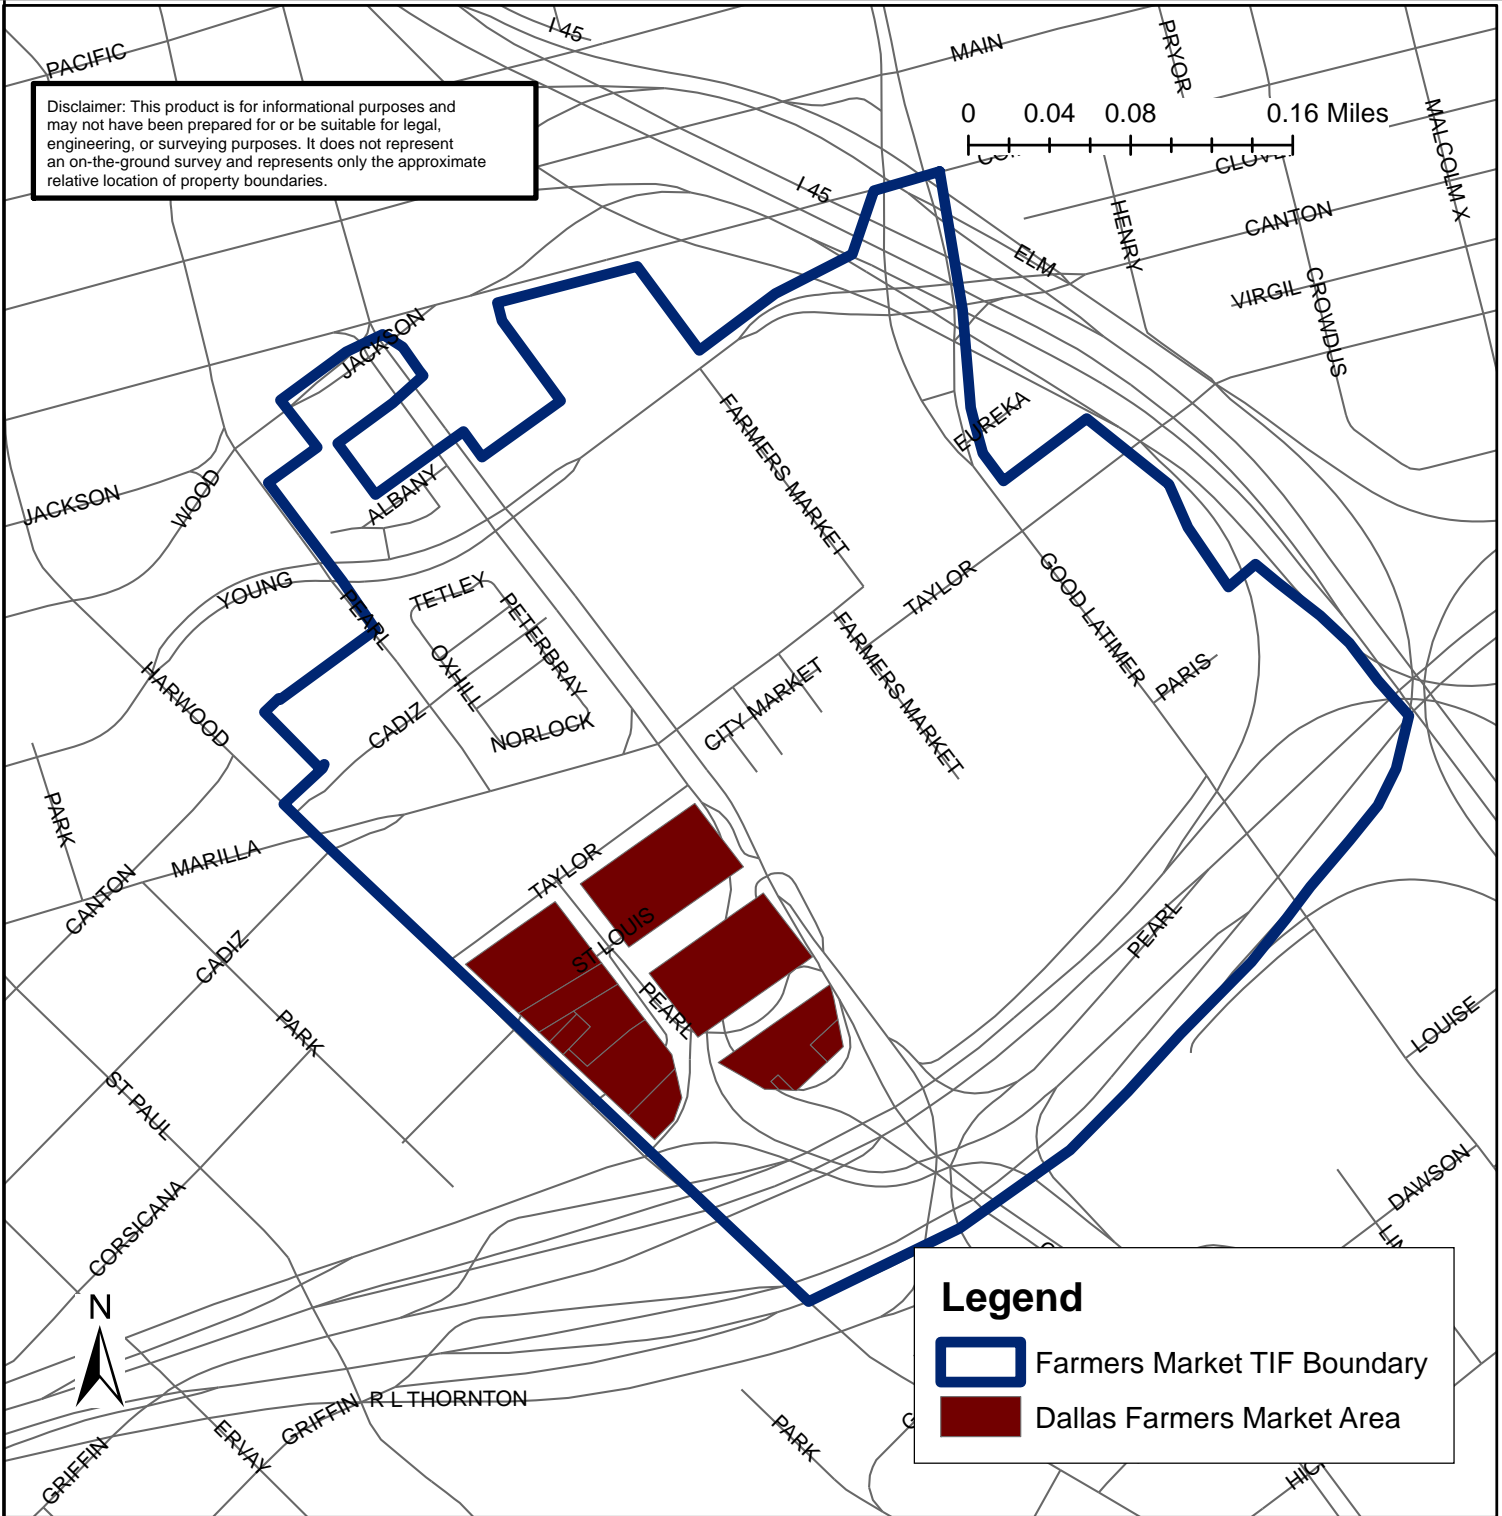 I 45
PACIFIC
MAIN
PRYOR
Disclaimer: This product is for informational purposes and
may not have been prepared for or be suitable for legal,
engineering, or surveying purposes. It does not represent
an on-the-ground survey and represents only the approximate
relative location of property boundaries.
0 0.04 0.08 0.16 Miles
MALCOLM X
I 45
HENRY
CANTON
ELM
VIRGIL
CROWDUS
JACKSON
EUREKA
FARMERS MARKET
JACKSON
WOOD
ALBANY
YOUNG
TETLEY
PETERBRAY
PEARL
OXHILL
TAYLOR
GOOD LATIMER
FARMERS MARKET
PARIS
HARWOOD
CADIZ
NORLOCK
CITY MARKET
PARK
MARILLA
CANTON
TAYLOR
ST LOUIS
PEARL
PEARL
CADIZ
PARK
LOUISE
ST PAUL
DAWSON
CORSICANA
N
Legend
Farmers Market TIF Boundary
Dallas Farmers Market Area
R L THORNTON
GRIFFIN
ERVAY
GRIFFIN
PARK